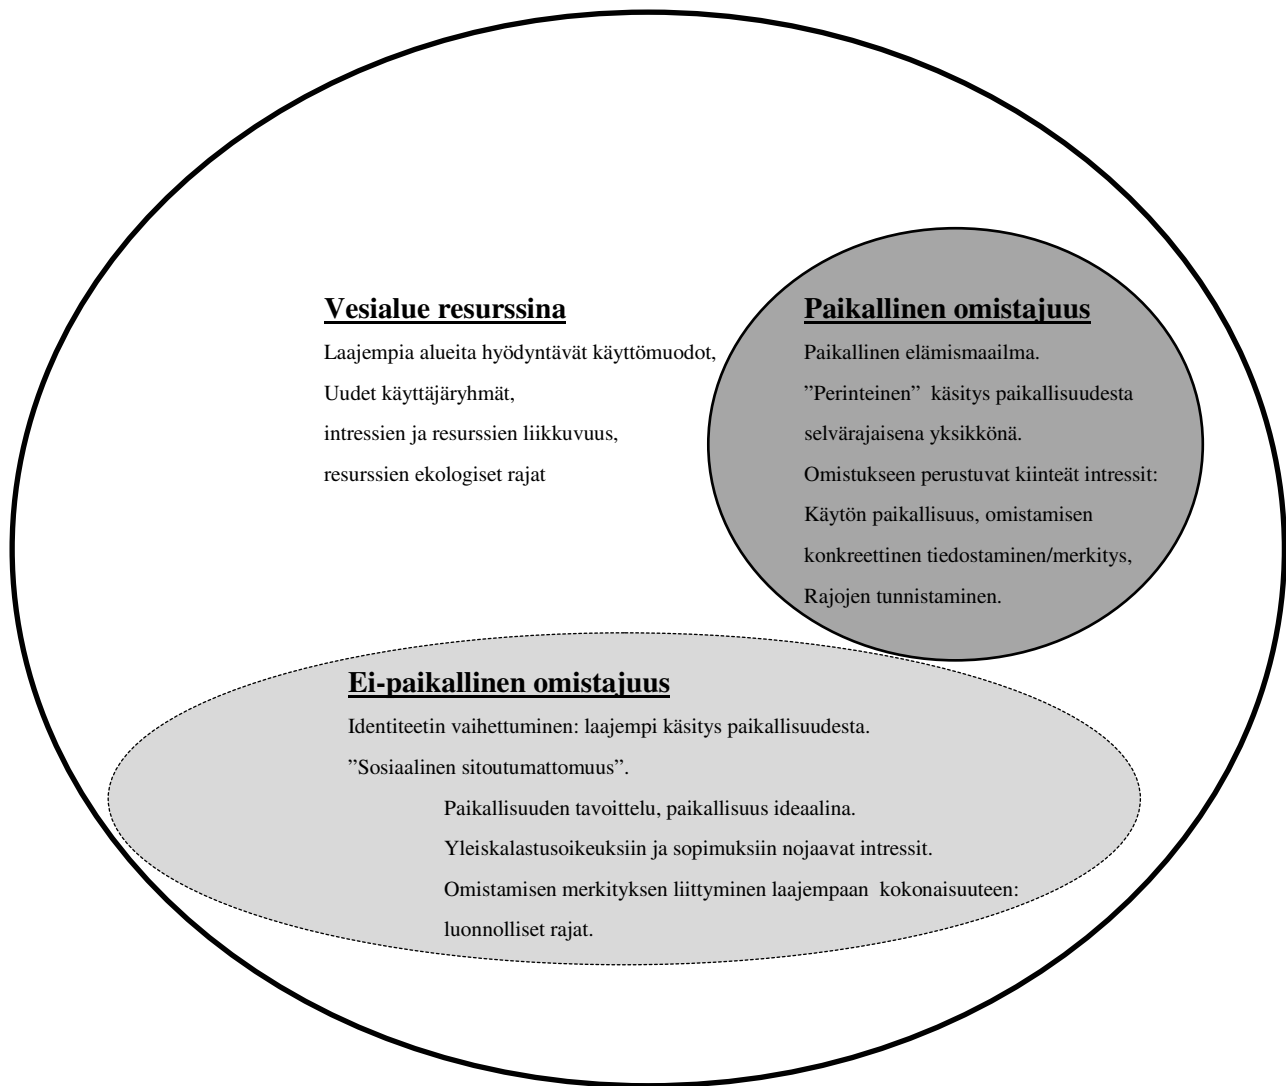 Vesialue resurssina
Laajempia alueita hyödyntävät käyttömuodot,
Uudet käyttäjäryhmät,
intressien ja resurssien liikkuvuus,
resurssien ekologiset rajat
Paikallinen omistajuus
Paikallinen elämismaailma.
”Perinteinen” käsitys paikallisuudesta
selvärajaisena yksikkönä.
Omistukseen perustuvat kiinteät intressit:
Käytön paikallisuus, omistamisen
konkreettinen tiedostaminen/merkitys,
Rajojen tunnistaminen.
Ei-paikallinen omistajuus
Identiteetin vaihettuminen: laajempi käsitys paikallisuudesta.
”Sosiaalinen sitoutumattomuus”.
Paikallisuuden tavoittelu, paikallisuus ideaalina.
Yleiskalastusoikeuksiin ja sopimuksiin nojaavat intressit.
Omistamisen merkityksen liittyminen laajempaan kokonaisuuteen:
luonnolliset rajat.